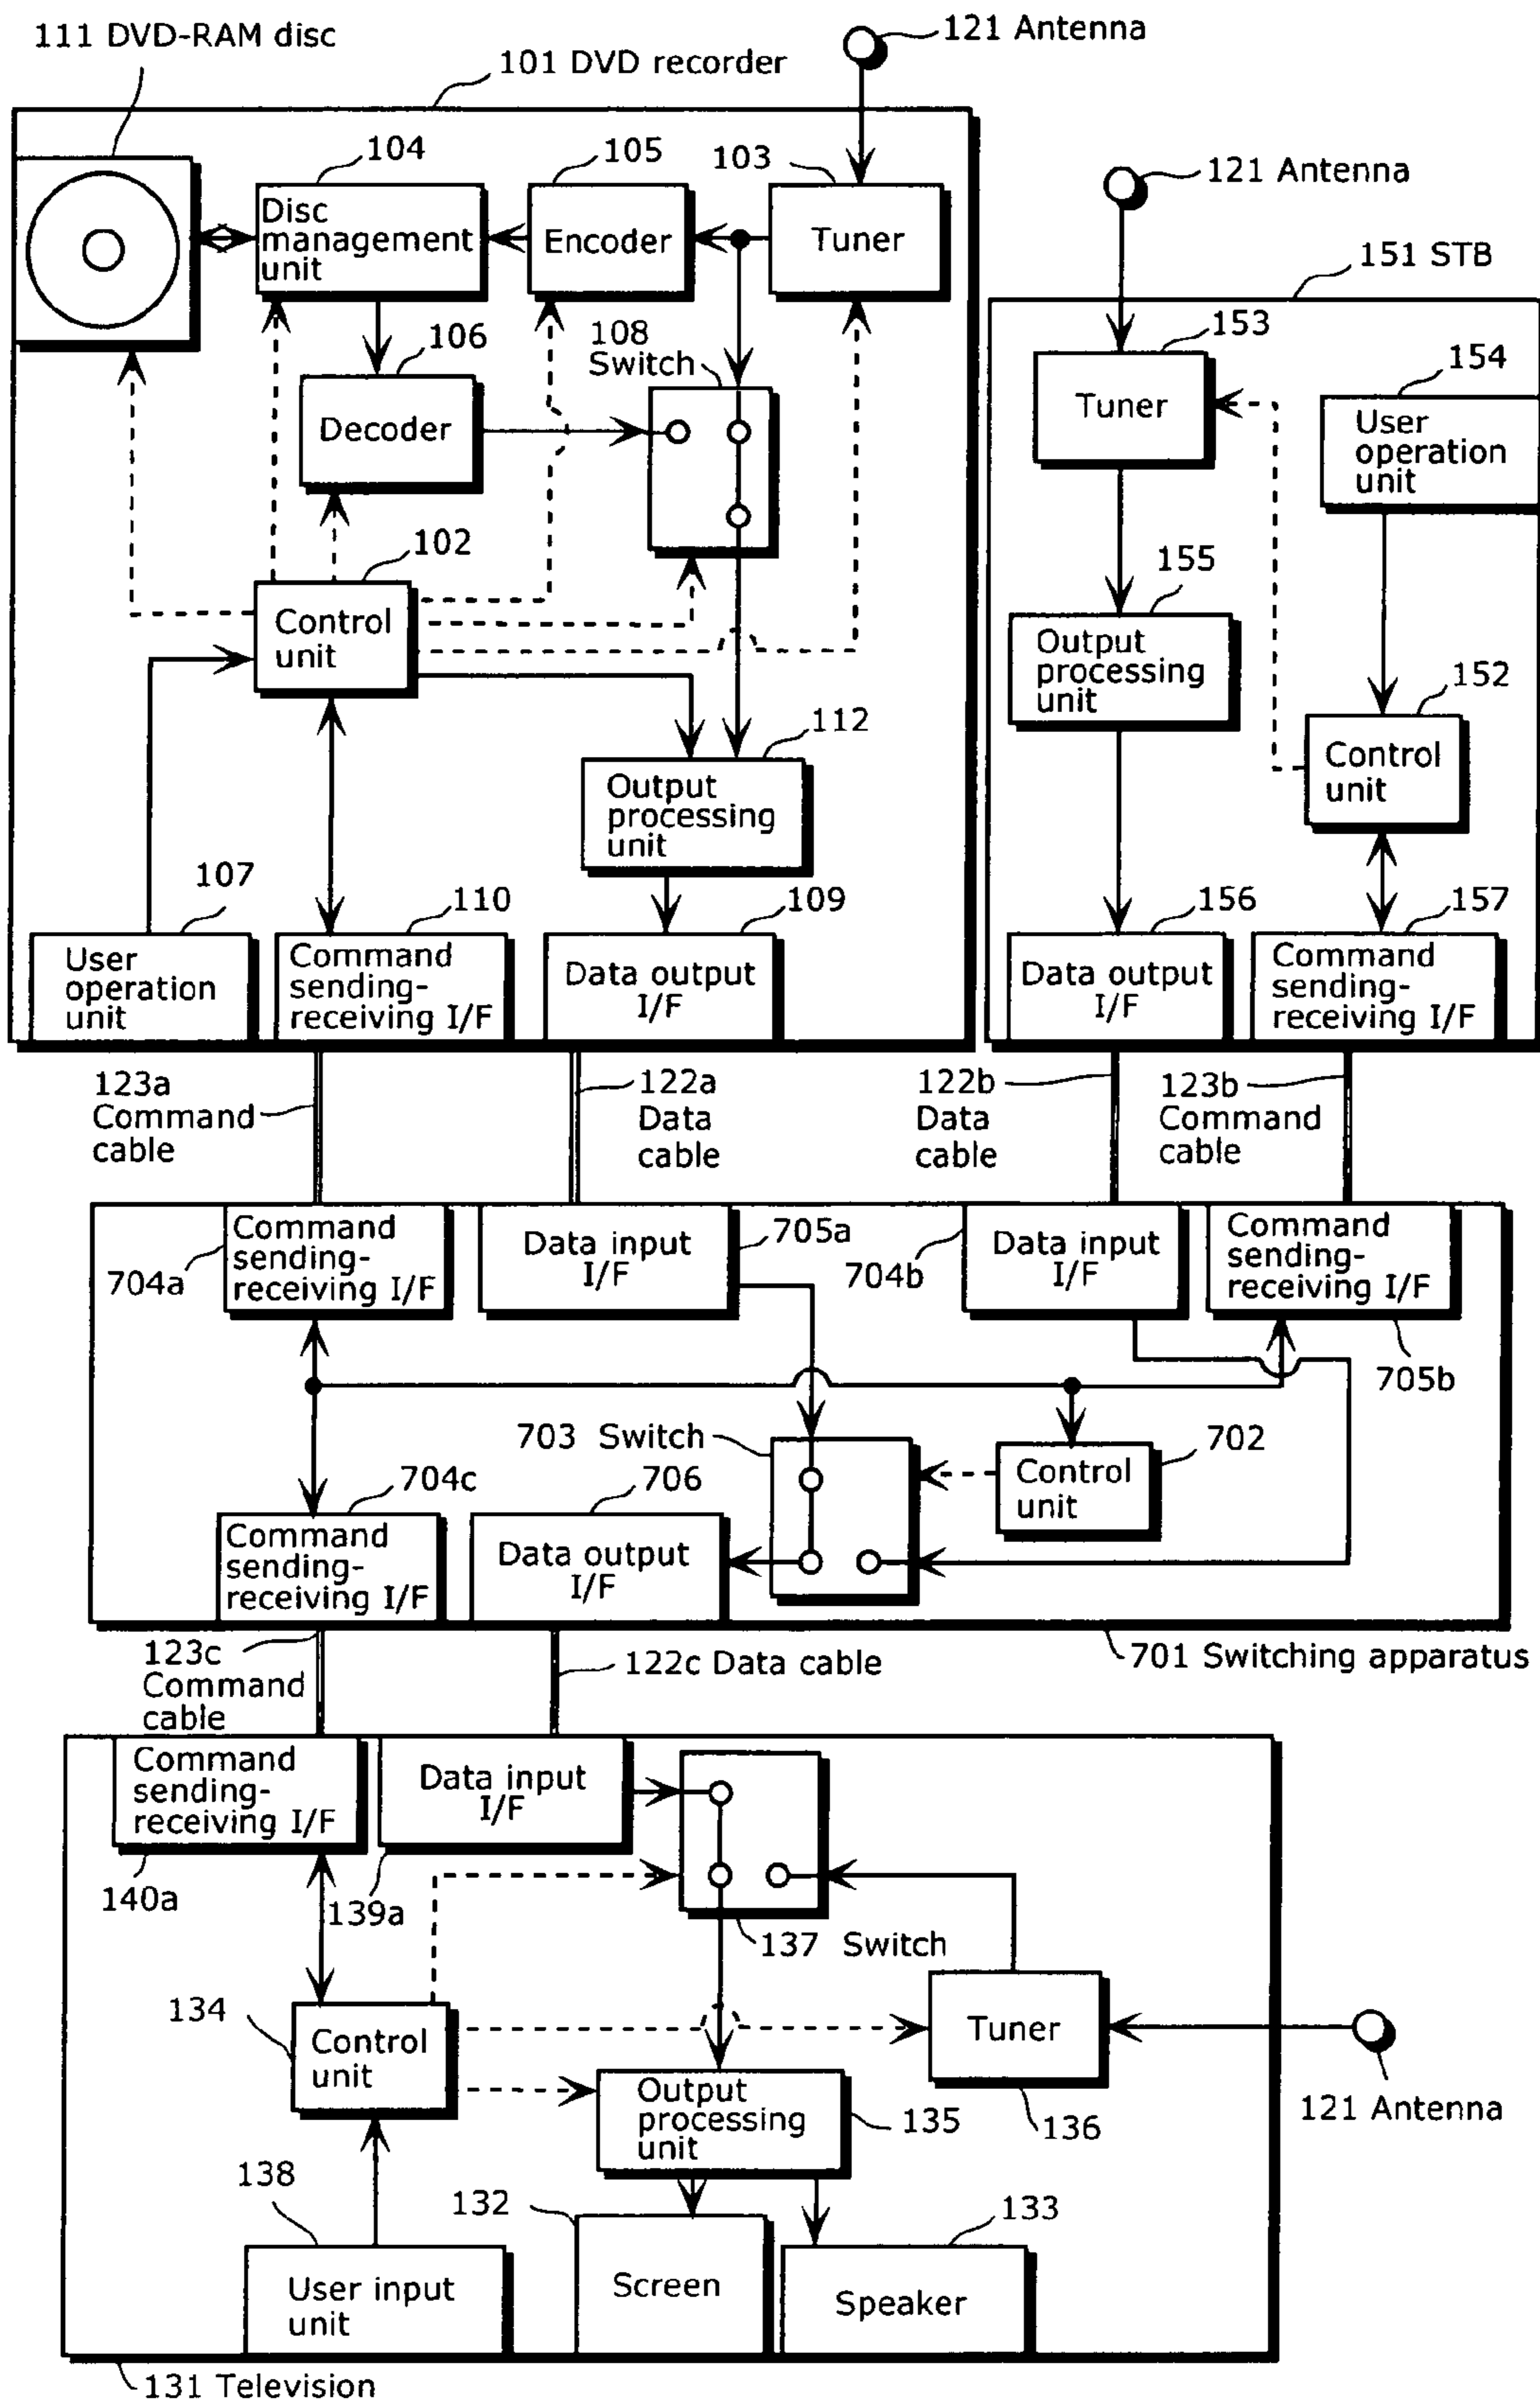 111 DVD-RAM disc
101 DVD recorder
121 Antenna
104
105
103
Disc
management
unit
Encoder
Tuner
106
108
Switch
Decoder
102
Control
unit
112
Output
processing
unit
107
110
109
User
operation
unit
Command
sending-
receiving I/F
Data output
I/F
121 Antenna
151 STB
153
154
Tuner
User
operation
unit
155
Output
processing
unit
152
Control
unit
156
157
Data output
I/F
Command
sending-
receiving I/F
123a
Command
cable
122a
Data
cable
122b
Data
cable
123b
Command
cable
Command
sending-
receiving I/F
704a
Data input
I/F
705a
704b
Data input
I/F
Command
sending-
receiving I/F
705b
703 Switch
702
Control
unit
704c
706
Command
sending-
receiving I/F
Data output
I/F
123c
Command
cable
122c Data cable
701 Switching apparatus
Command
sending-
receiving I/F
Data input
I/F
140a
139a
137 Switch
134
Control
unit
Tuner
136
121 Antenna
Output
processing
unit
135
138
132
133
User input
unit
Screen
Speaker
131 Television